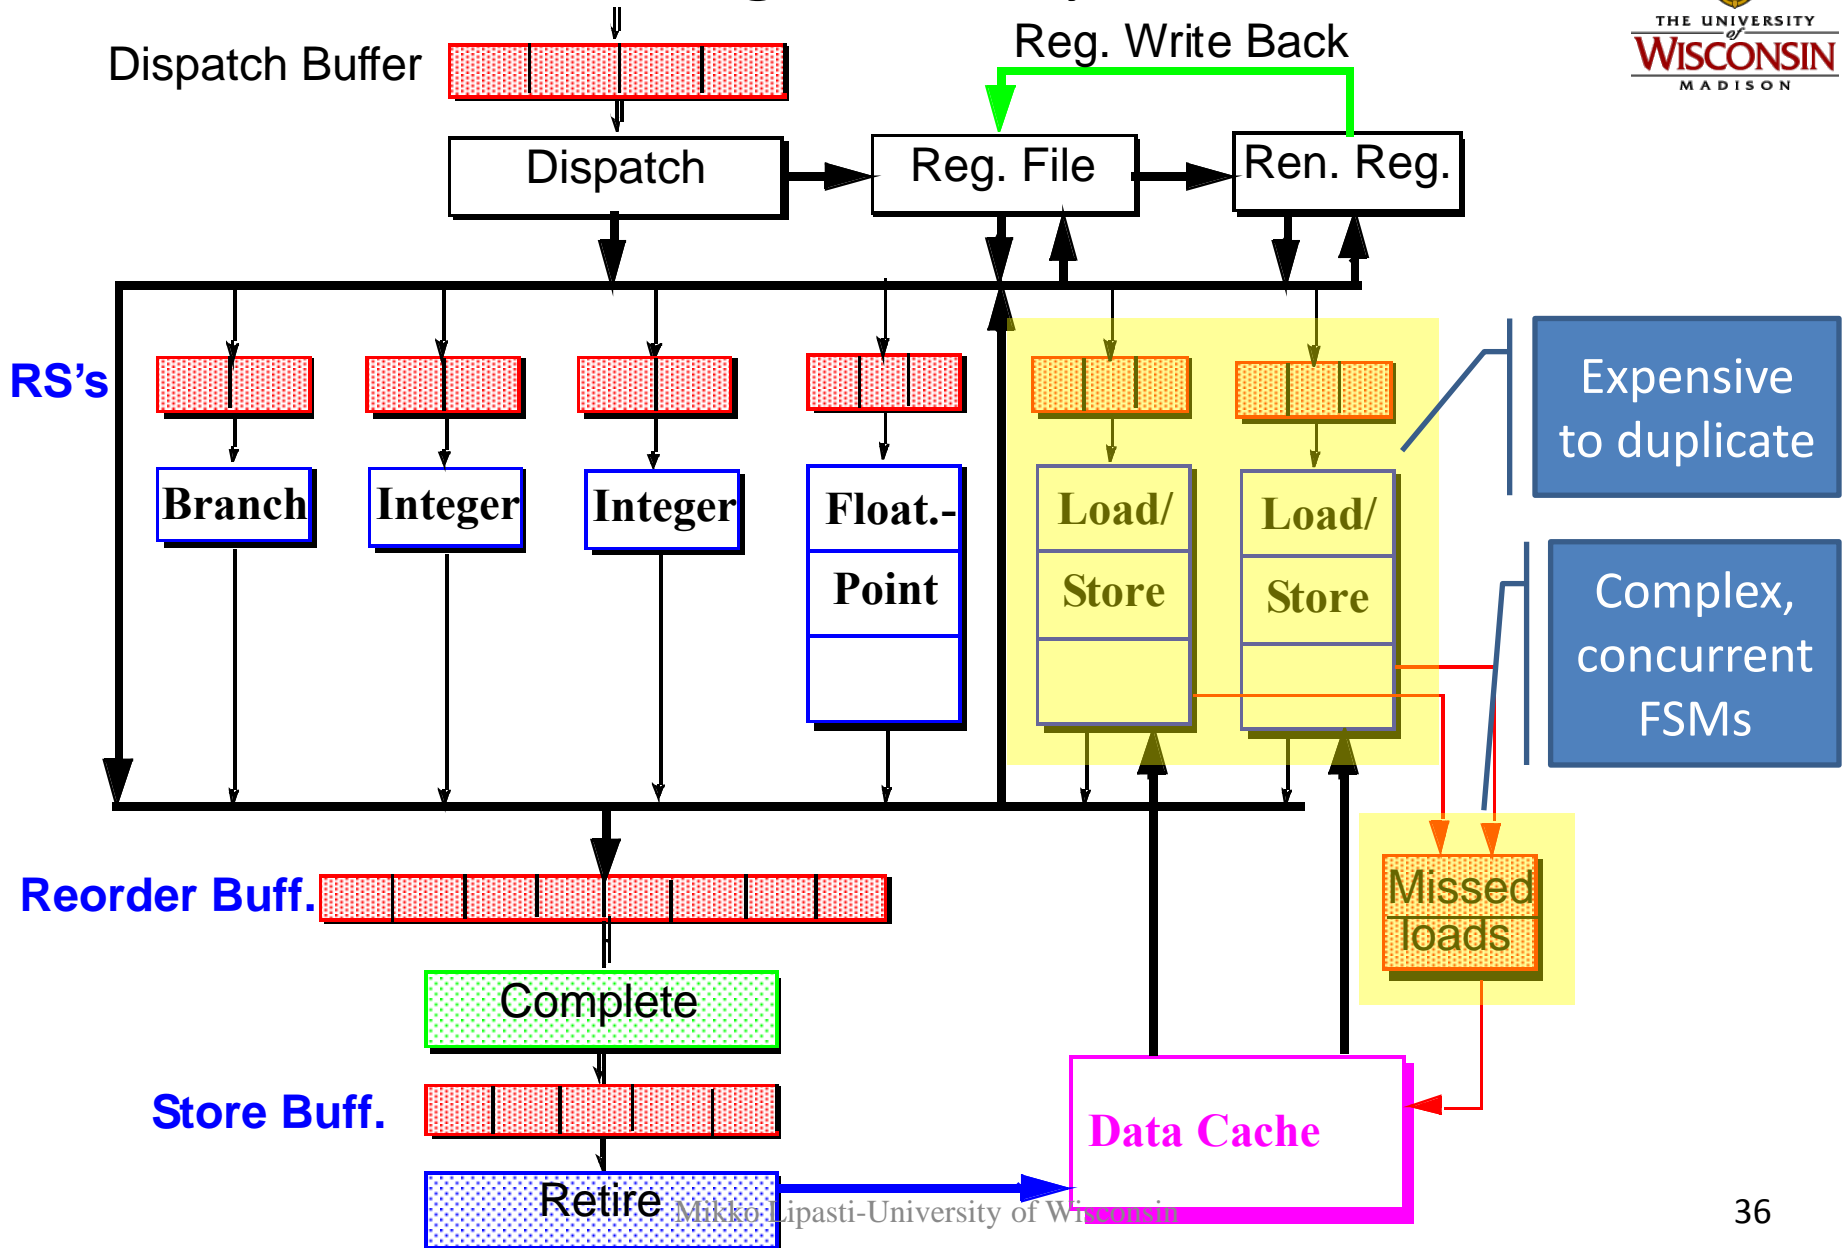 THE UNIVERSITY
of
WISCONSIN
MADISON
Dispatch Buffer
Reg. Write Back
Dispatch
Reg. File
Ren. Reg.
RS’s
Expensive
to duplicate
Branch
Integer
Integer
Float.-
Point
Load/
Store
Load/
Store
Complex,
concurrent
FSMs
Reorder Buff.
Missed
loads
Complete
Store Buff.
Data Cache
Retire
Mikko Lipasti-University of Wisconsin
36